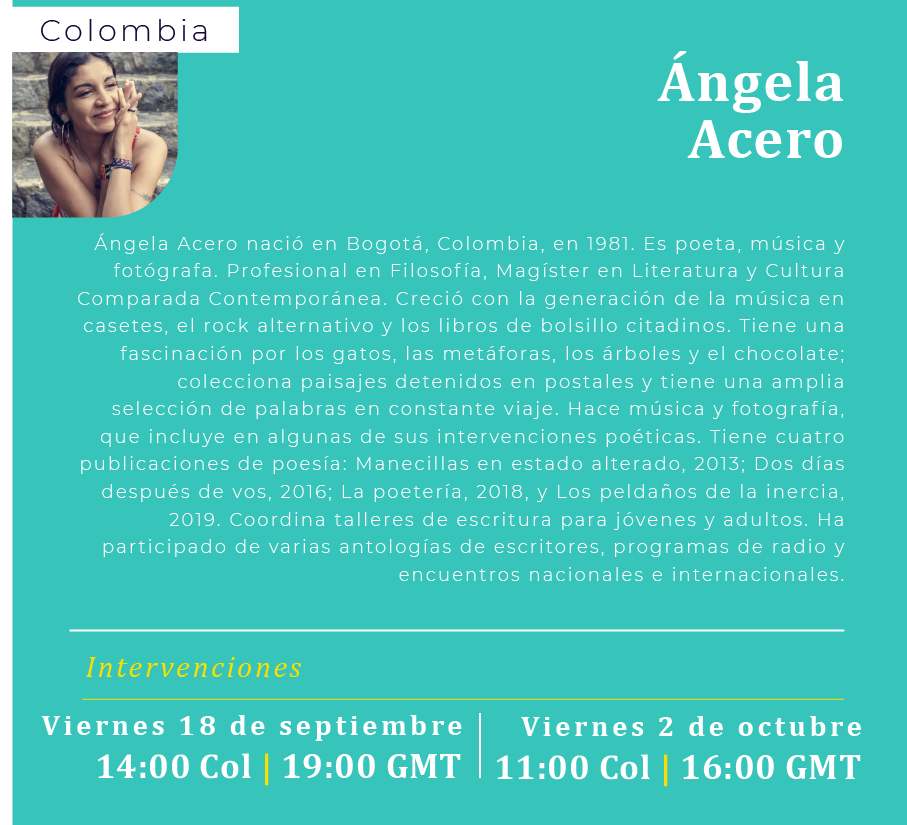 Colombia
Ángela
Acero
Ángela Acero nació en Bogotá, Colombia, en 1981. Es poeta, música y
fotógrafa. Profesional en Filosofía, Magíster en Literatura y Cultura
Comparada Contemporánea. Creció con la generación de la música en
casetes, el rock alternativo y los libros de bolsillo citadinos. Tiene una
fascinación por los gatos, las metáforas, los árboles y el chocolate;
colecciona paisajes detenidos en postales y tiene una amplia
selección de palabras en constante viaje. Hace música y fotografía,
que incluye en algunas de sus intervenciones poéticas. Tiene cuatro
publicaciones de poesía: Manecillas en estado alterado, 2013; Dos días
después de vos, 2016; La poetería, 2018, y Los peldaños de la inercia,
2019. Coordina talleres de escritura para jóvenes y adultos. Ha
participado de varias antologías de escritores, programas de radio y
encuentros nacionales e internacionales.
Intervenciones
Viernes 18 de septiembre
14:00 Col | 19:00 GMT
Viernes 2 de octubre
11:00 Col | 16:00 GMT